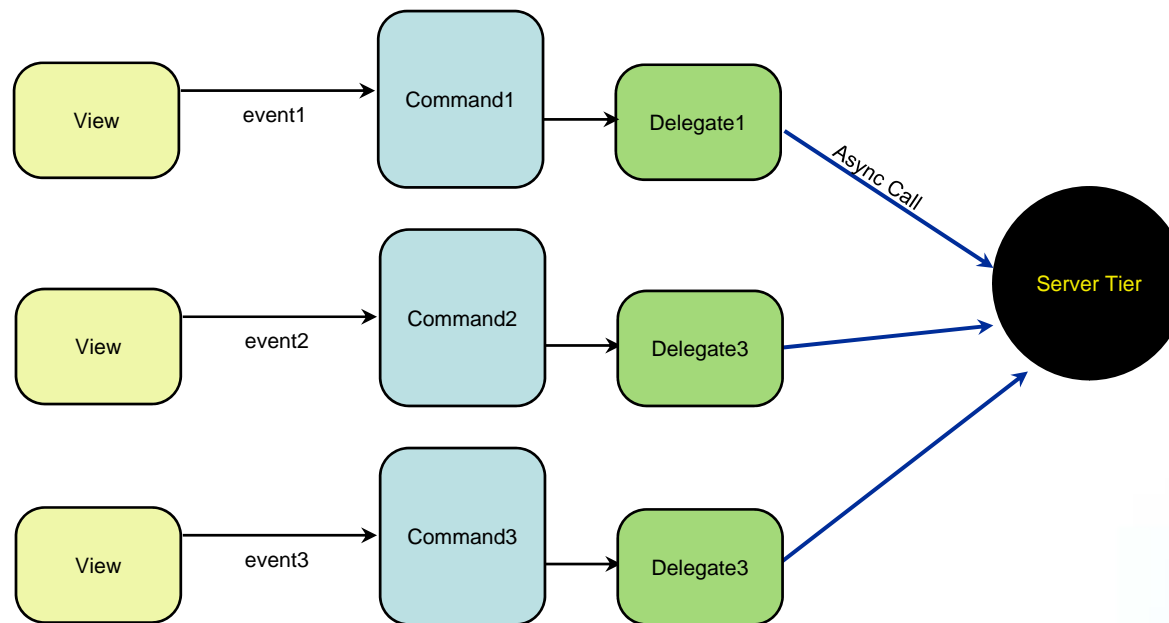 View
event1
Command1
Delegate1
Async Call
Server Tier
View
event2
Command2
Delegate3
View
event3
Command3
Delegate3